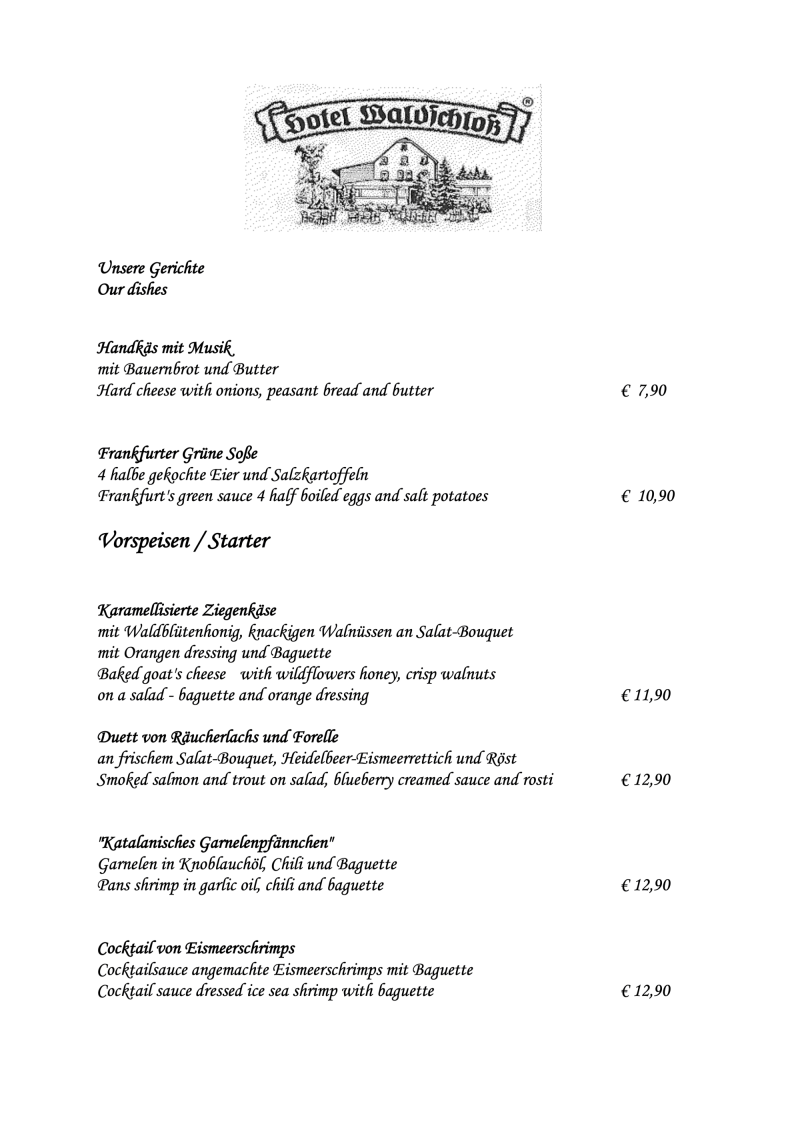 Hotel Waldschloß ®
Unsere Gerichte
Our dishes
Handkäs mit Musik
mit Bauernbrot und Butter
Hard cheese with onions, peasant bread and butter € 7,90
Frankfurter Grüne Soße
4 halbe gekochte Eier und Salzkartoffeln
Frankfurt's green sauce 4 half boiled eggs and salt potatoes € 10,90
Vorspeisen / Starter
Karamellisierte Ziegenkäse
mit Waldblütenhonig, knackigen Walnüssen an Salat-Bouquet
mit Orangen dressing und Baguette
Baked goat's cheese with wildflowers honey, crisp walnuts
on a salad - baguette and orange dressing € 11,90
Duett von Räucherlachs und Forelle
an frischem Salat-Bouquet, Heidelbeer-Eismeerrettich und Röst
Smoked salmon and trout on salad, blueberry creamed sauce and rosti € 12,90
"Katalanisches Garnelenpfännchen"
Garnelen in Knoblauchöl, Chili und Baguette
Pans shrimp in garlic oil, chili and baguette € 12,90
Cocktail von Eismeerschrimps
Cocktailsauce angemachte Eismeerschrimps mit Baguette
Cocktail sauce dressed ice sea shrimp with baguette € 12,90